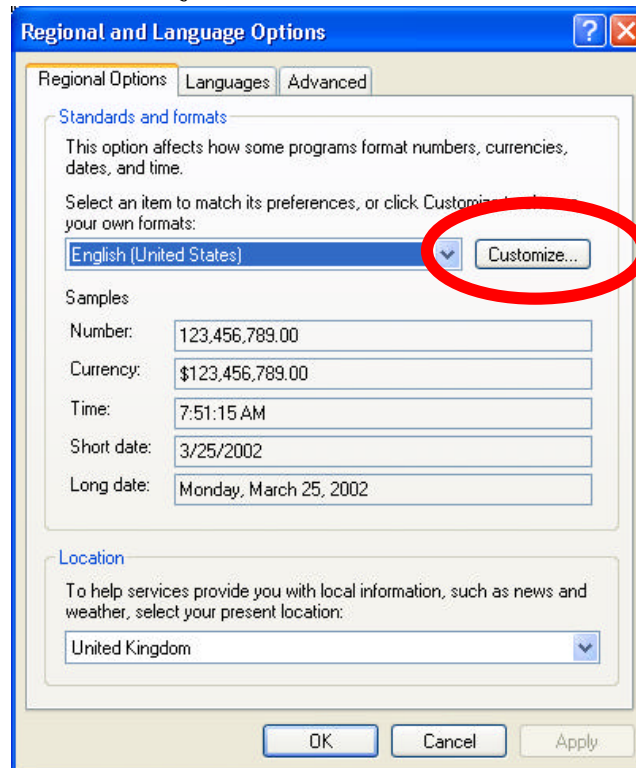 Regional and Language Options
Regional Options Languages Advanced
Standards and formats
This option affects how some programs format numbers, currencies,
dates, and time.
Select an item to match its preferences, or click Customize
your own formats:
English (United States) Customize...
Samples
Number: 123,456,789.00
Currency: $123,456,789.00
Time: 7:51:15 AM
Short date: 3/25/2002
Long date: Monday, March 25, 2002
Location
To help services provide you with local information, such as news and
weather, select your present location:
United Kingdom
OK Cancel Apply